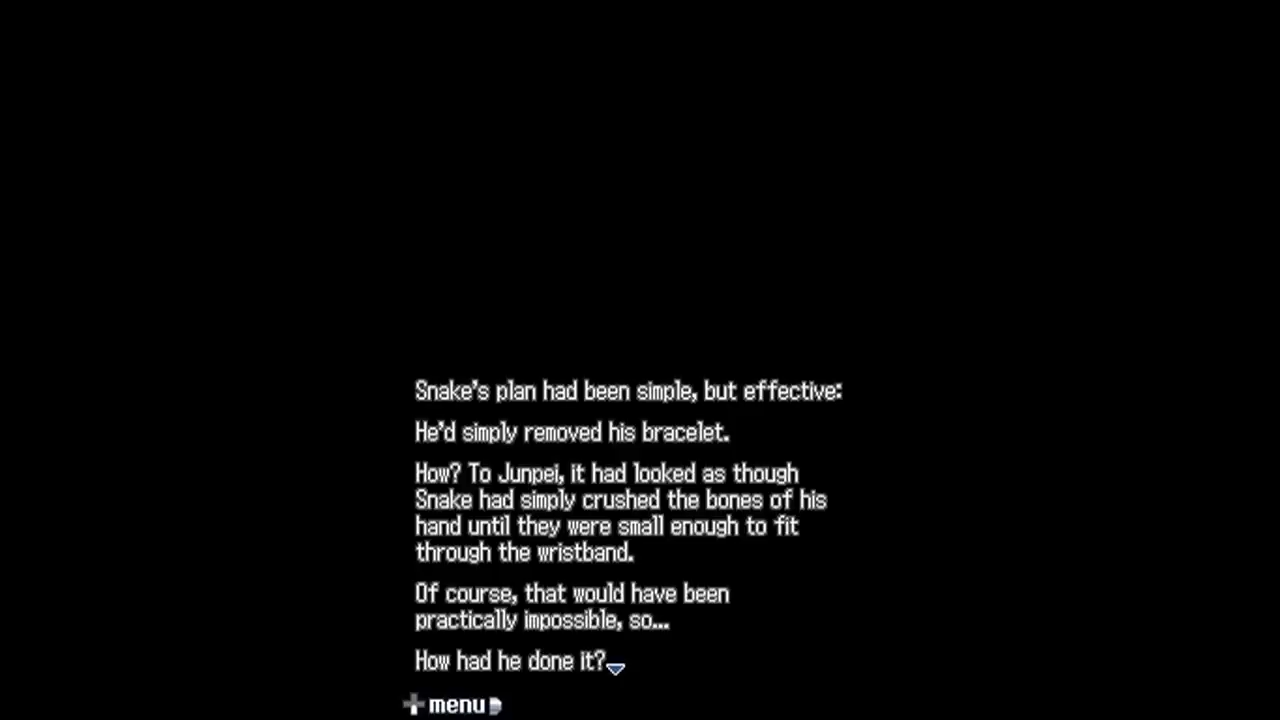 Snake's plan had been simple, but effective:
He'd simply removed his bracelet.
How? To Junpei, it had looked as though
Snake had simply crushed the bones of his
hand until they were small enough to fit
through the wristband.
Of course, that would have been
practically impossible, so...
How had he done it?
menu